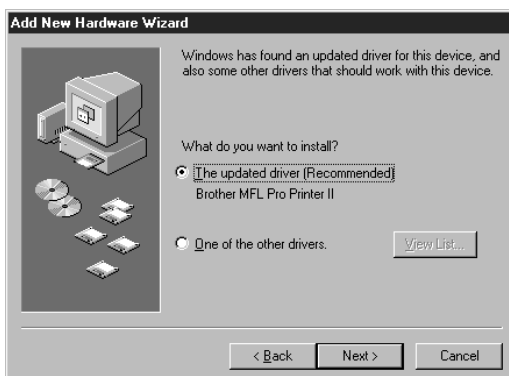 Add New Hardware Wizard
Windows has found an updated driver for this device, and
also some other drivers that should work with this device.
What do you want to install?
The updated driver (Recommended)
Brother MFL Pro Printer II
One of the other drivers.
View List...
< Back
Next >
Cancel